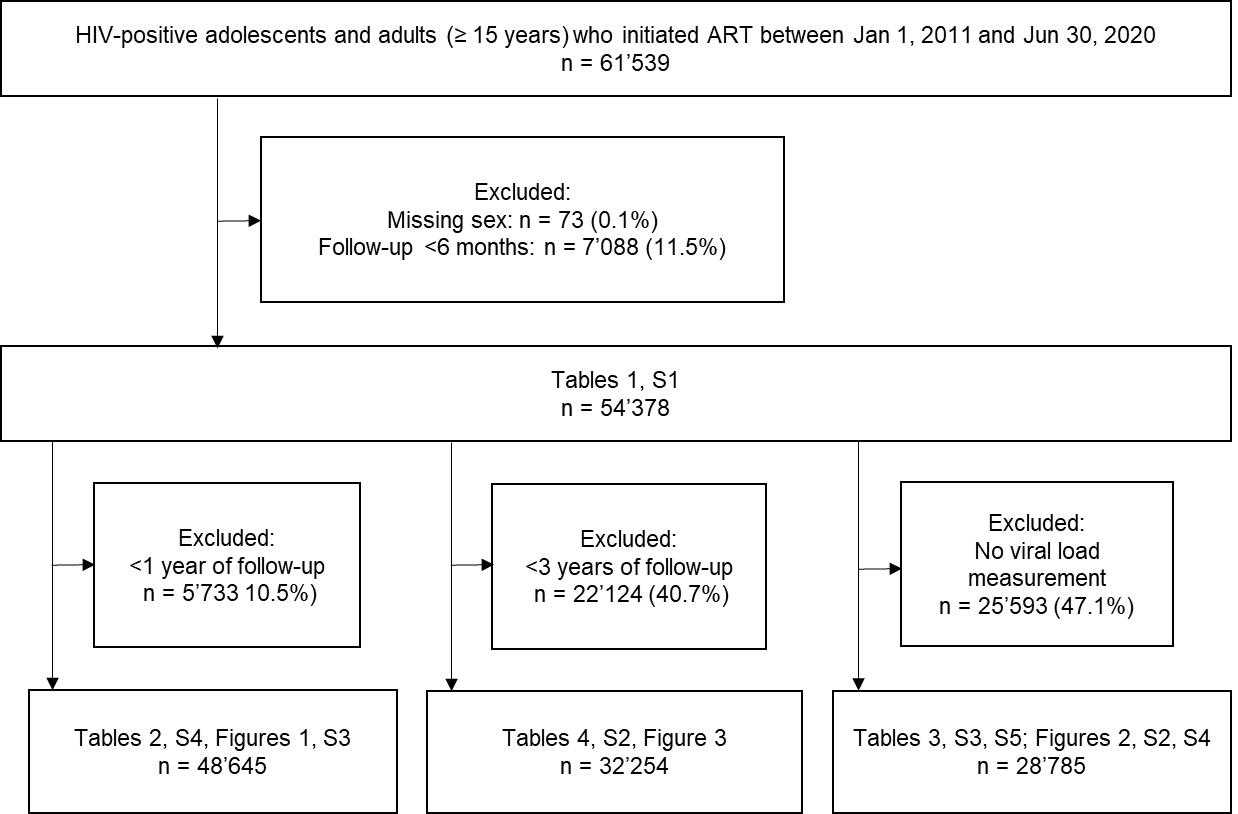 HIV-positive adolescents and adults (≥ 15 years) who initiated ART between Jan 1, 2011 and Jun 30, 2020
n = 61’539
Excluded:
Missing sex: n = 73 (0.1%)
Follow-up <6 months: n = 7’088 (11.5%)
Tables 1, S1
n = 54’378
Excluded:
<1 year of follow-up
n = 5’733 10.5%)
Excluded:
<3 years of follow-up
n = 22’124 (40.7%)
Excluded:
No viral load
measurement
n = 25’593 (47.1%)
Tables 2, S4, Figures 1, S3
n = 48’645
Tables 4, S2, Figure 3
n = 32’254
Tables 3, S3, S5; Figures 2, S2, S4
n = 28’785